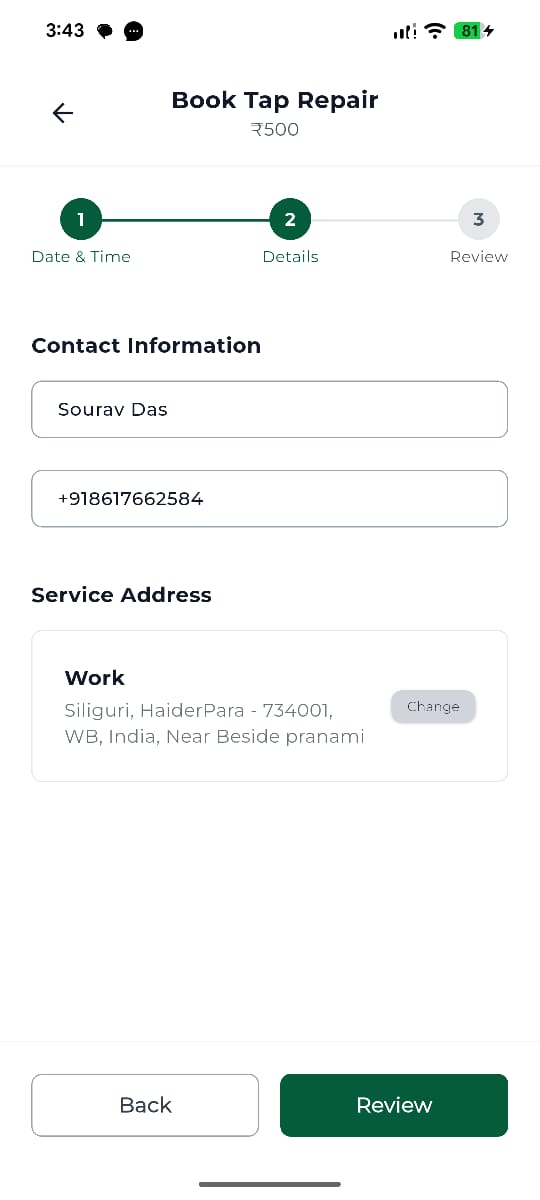 3:43
81
Book Tap Repair
₹500
1
2
3
Date & Time
Details
Review
Contact Information
Sourav Das
+918617662584
Service Address
Work
Siliguri, HaiderPara - 734001,
WB, India, Near Beside pranami
Change
Back
Review